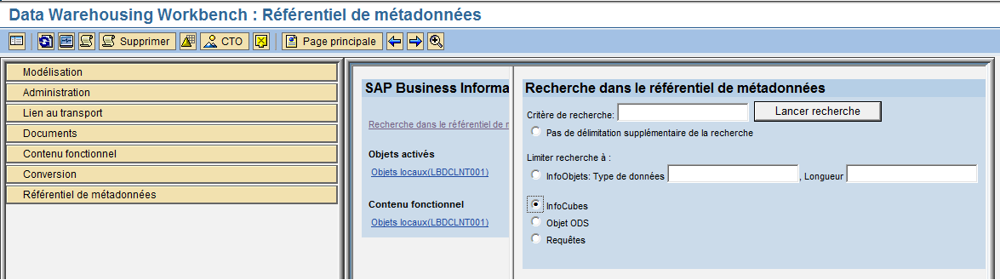 Data Warehousing Workbench : Référentiel de métadonnées
Supprimer CTO Page principale
Modélisation
Administration
Lien au transport
Documents
Contenu fonctionnel
Conversion
Référentiel de métadonnées
SAP Business Informa
Recherche dans le référentiel de m
Objets activés
Objets locaux(LBDCLNT001)
Contenu fonctionnel
Objets locaux(LBDCLNT001)
Recherche dans le référentiel de métadonnées
Critère de recherche: Lancer recherche
Pas de délimitation supplémentaire de la recherche
Limiter recherche à :
InfoObjets: Type de données , Longueur
InfoCubes
Objet ODS
Requêtes